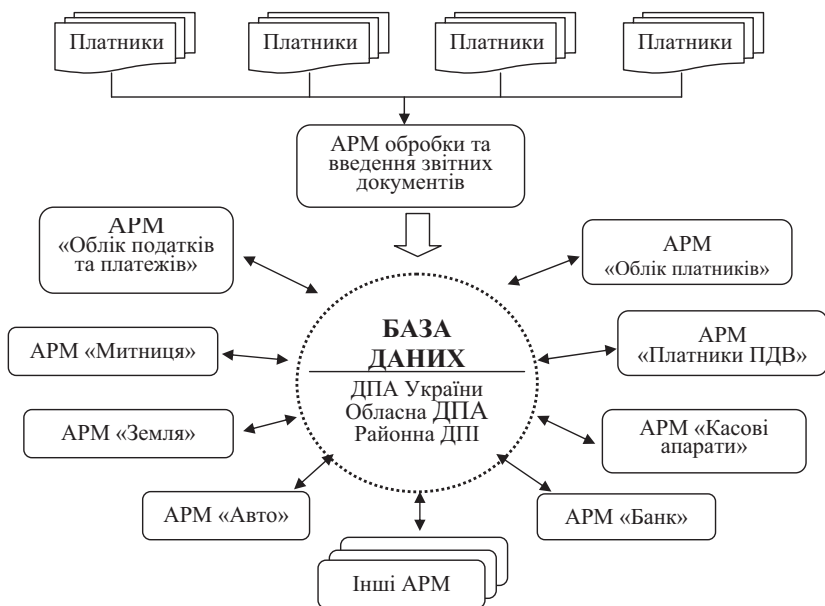 Платники
Платники
Платники
Платники
АРМ обробки та
введення звітних
документів
АРМ
«Облік податків
та платежів»
АРМ
«Облік платників»
БАЗА
ДАНИХ
ДПА України
Обласна ДПА
Районна ДПІ
АРМ «Митниця»
АРМ
«Платники ПДВ»
АРМ «Земля»
АРМ «Касові
апарати»
АРМ «Авто»
АРМ «Банк»
Інші АРМ